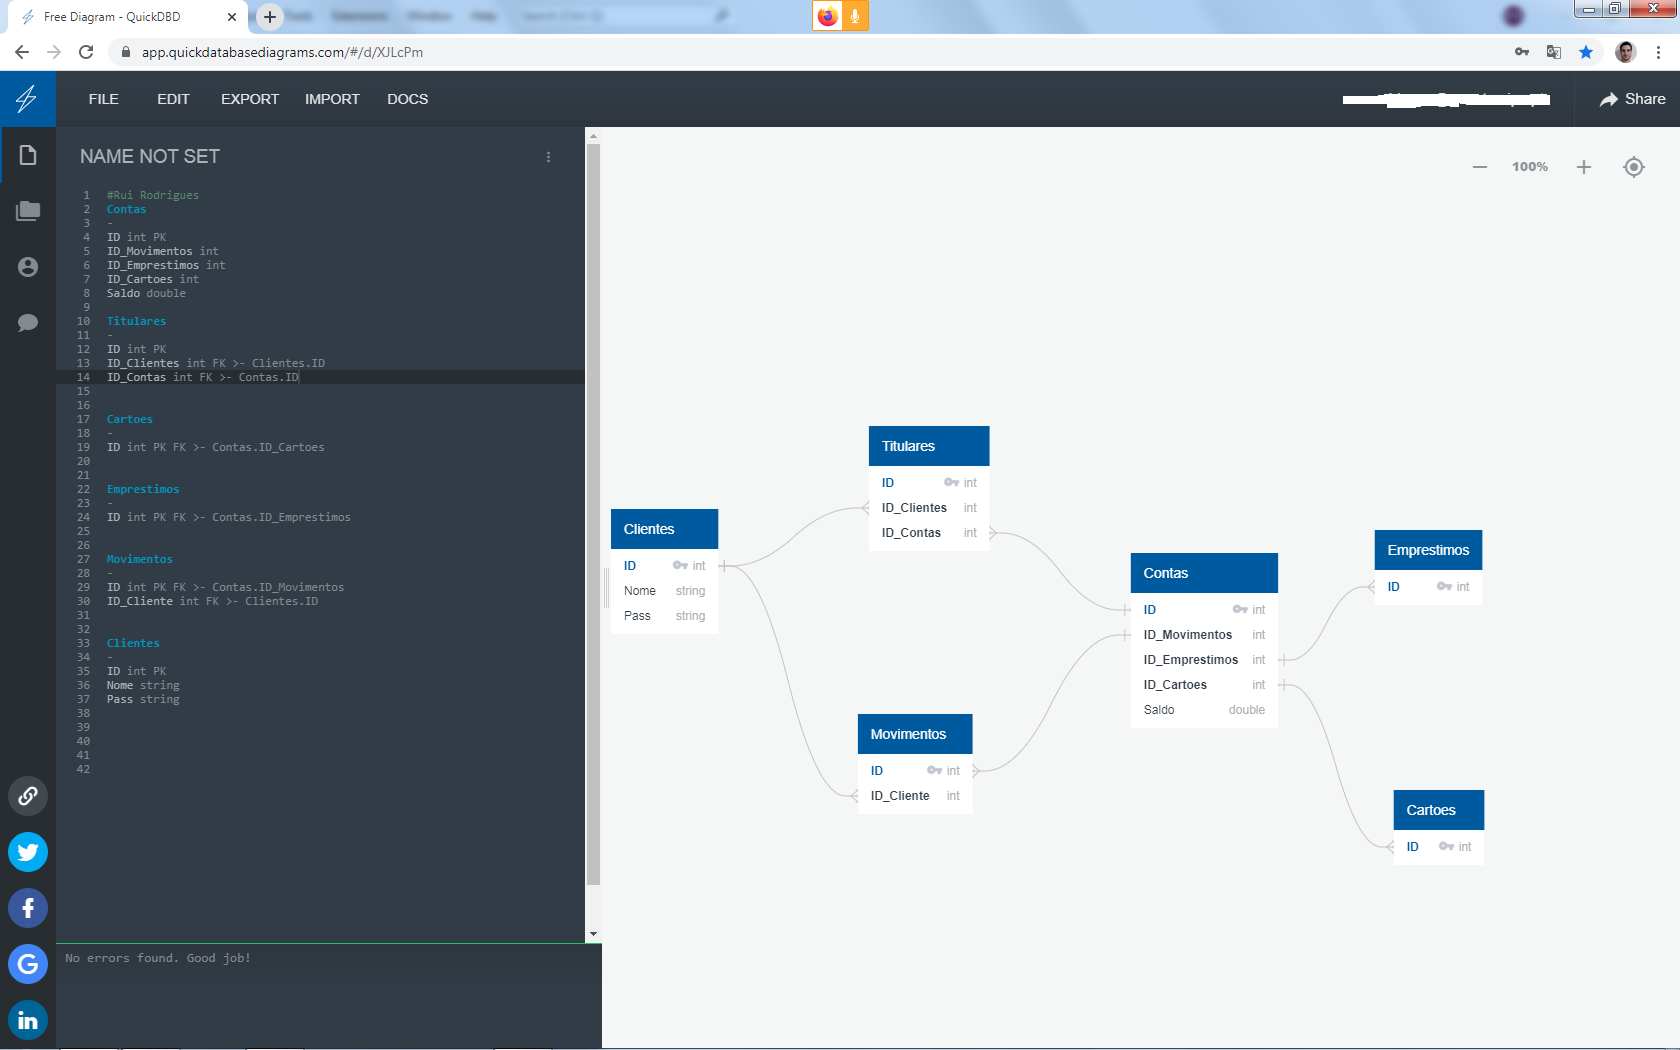 Free Diagram - QuickDBD
app.quickdatabasediagrams.com/#/d/XJLcPm
FILE EDIT EXPORT IMPORT DOCS
Share
NAME NOT SET
100%
1 #Rui Rodrigues
2 Contas
3 -
4 ID int PK
5 ID_Movimentos int
6 ID_Emprestimos int
7 ID_Cartoes int
8 Saldo double
9
10 Titulares
11 -
12 ID int PK
13 ID_Clientes int FK >- Clientes.ID
14 ID_Contas int FK >- Contas.ID
15
16
17 Cartoes
18 -
19 ID int PK FK >- Contas.ID_Cartoes
20
21
22 Emprestimos
23 -
24 ID int PK FK >- Contas.ID_Emprestimos
25
26
27 Movimentos
28 -
29 ID int PK FK >- Contas.ID_Movimentos
30 ID_Cliente int FK >- Clientes.ID
31
32
33 Clientes
34 -
35 ID int PK
36 Nome string
37 Pass string
38
39
40
41
42
No errors found. Good job!
Clientes
ID int
Nome string
Pass string
Titulares
ID int
ID_Clientes int
ID_Contas int
Movimentos
ID int
ID_Cliente int
Contas
ID int
ID_Movimentos int
ID_Emprestimos int
ID_Cartoes int
Saldo double
Emprestimos
ID int
Cartoes
ID int